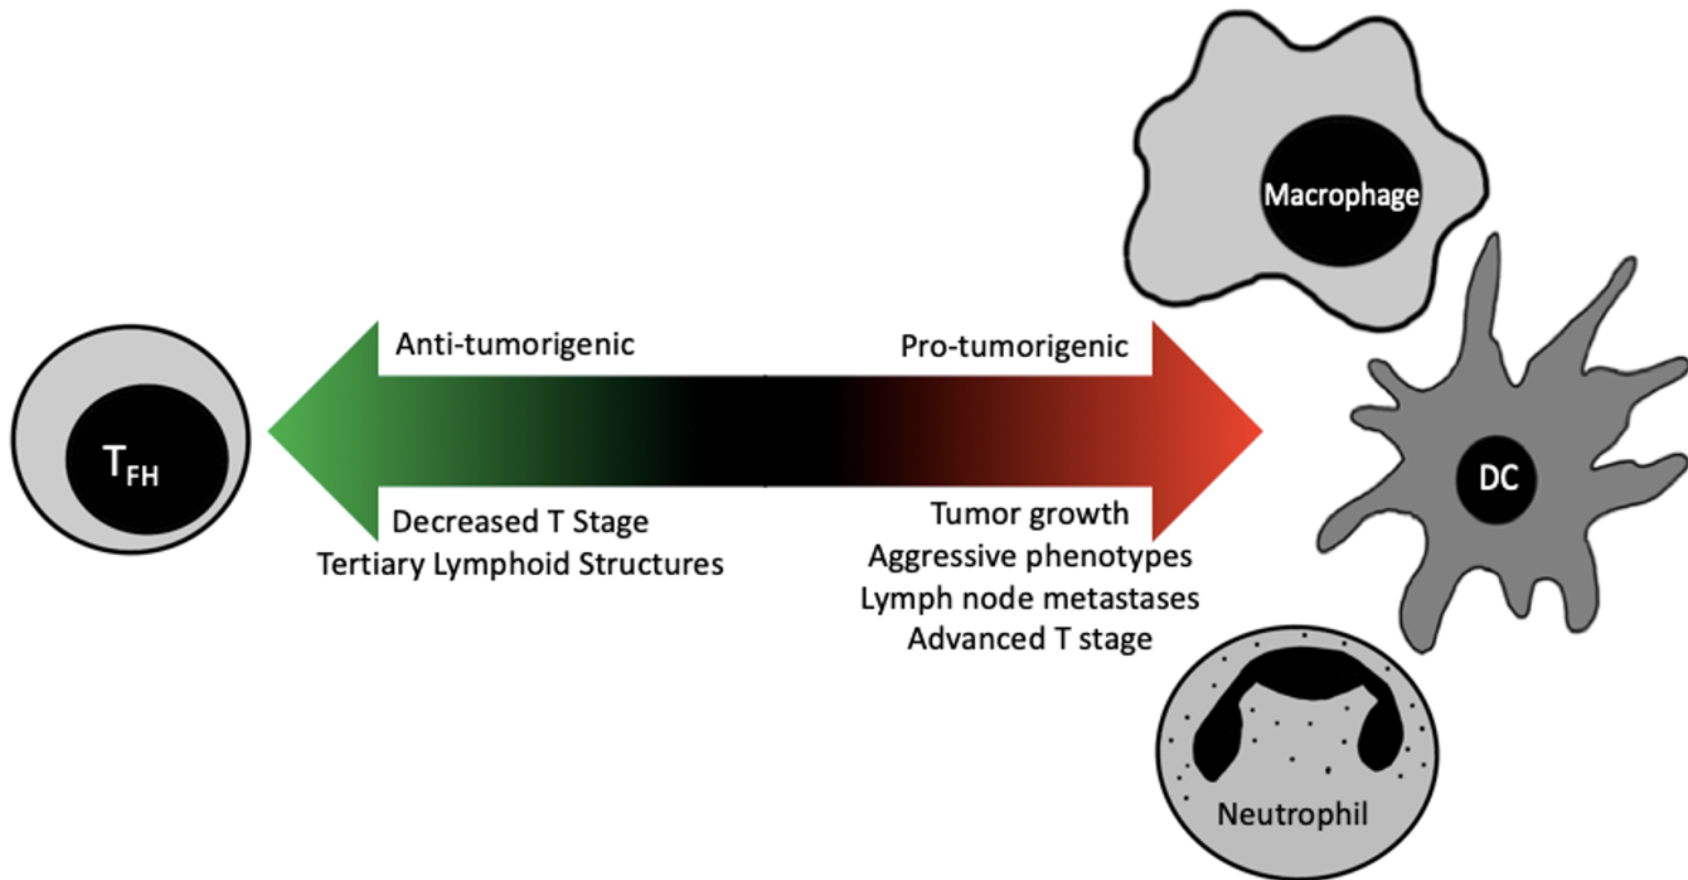 Macrophage
Anti-tumorigenic
Pro-tumorigenic
TFH
DC
Decreased T Stage
Tertiary Lymphoid Structures
Tumor growth
Aggressive phenotypes
Lymph node metastases
Advanced T stage
Neutrophil